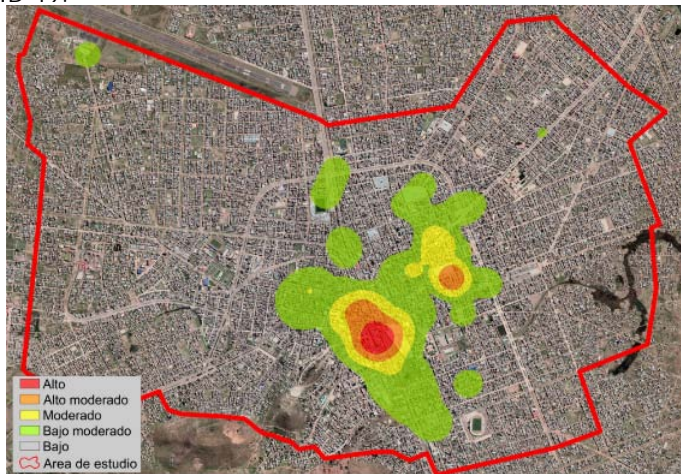 Alto
Alto moderado
Moderado
Bajo moderado
Bajo
Area de estudio